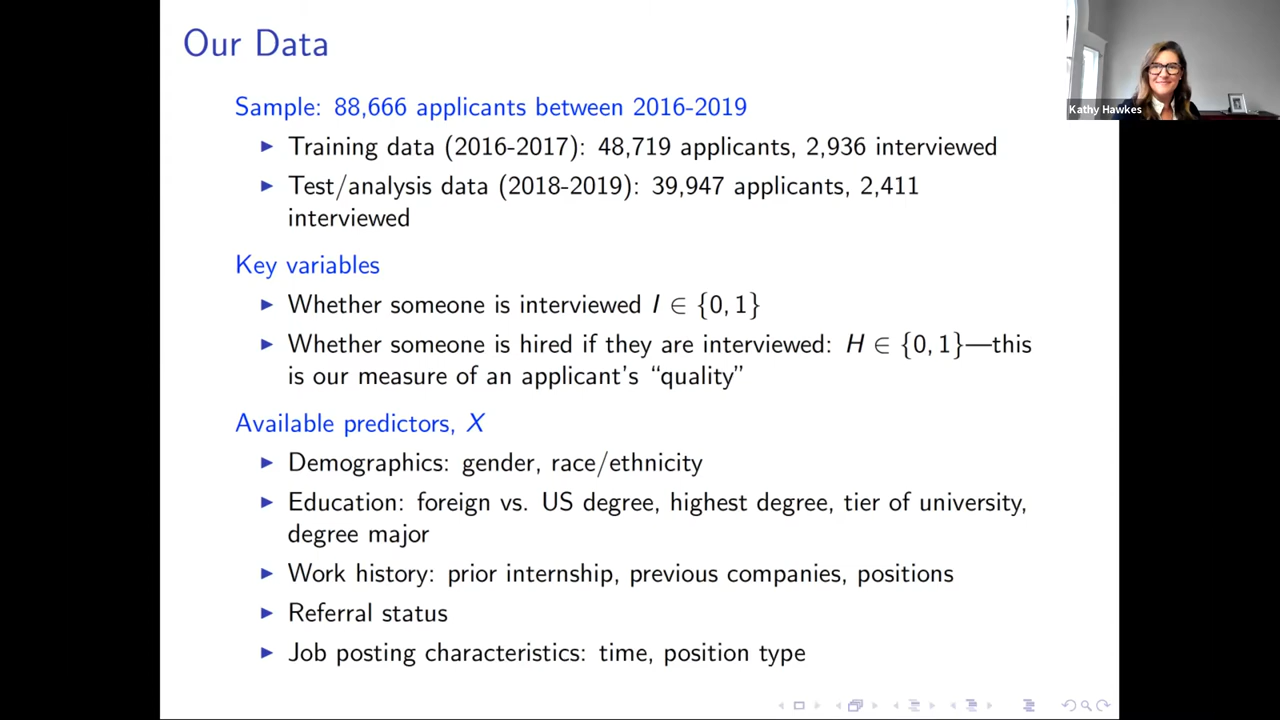 Our Data
Kathy Hawkes
Sample: 88,666 applicants between 2016-2019
▶ Training data (2016-2017): 48,719 applicants, 2,936 interviewed
▶ Test/analysis data (2018-2019): 39,947 applicants, 2,411
interviewed
Key variables
▶ Whether someone is interviewed I ∈ {0, 1}
▶ Whether someone is hired if they are interviewed: H ∈ {0, 1}—this
is our measure of an applicant's “quality”
Available predictors, X
▶ Demographics: gender, race/ethnicity
▶ Education: foreign vs. US degree, highest degree, tier of university,
degree major
▶ Work history: prior internship, previous companies, positions
▶ Referral status
▶ Job posting characteristics: time, position type